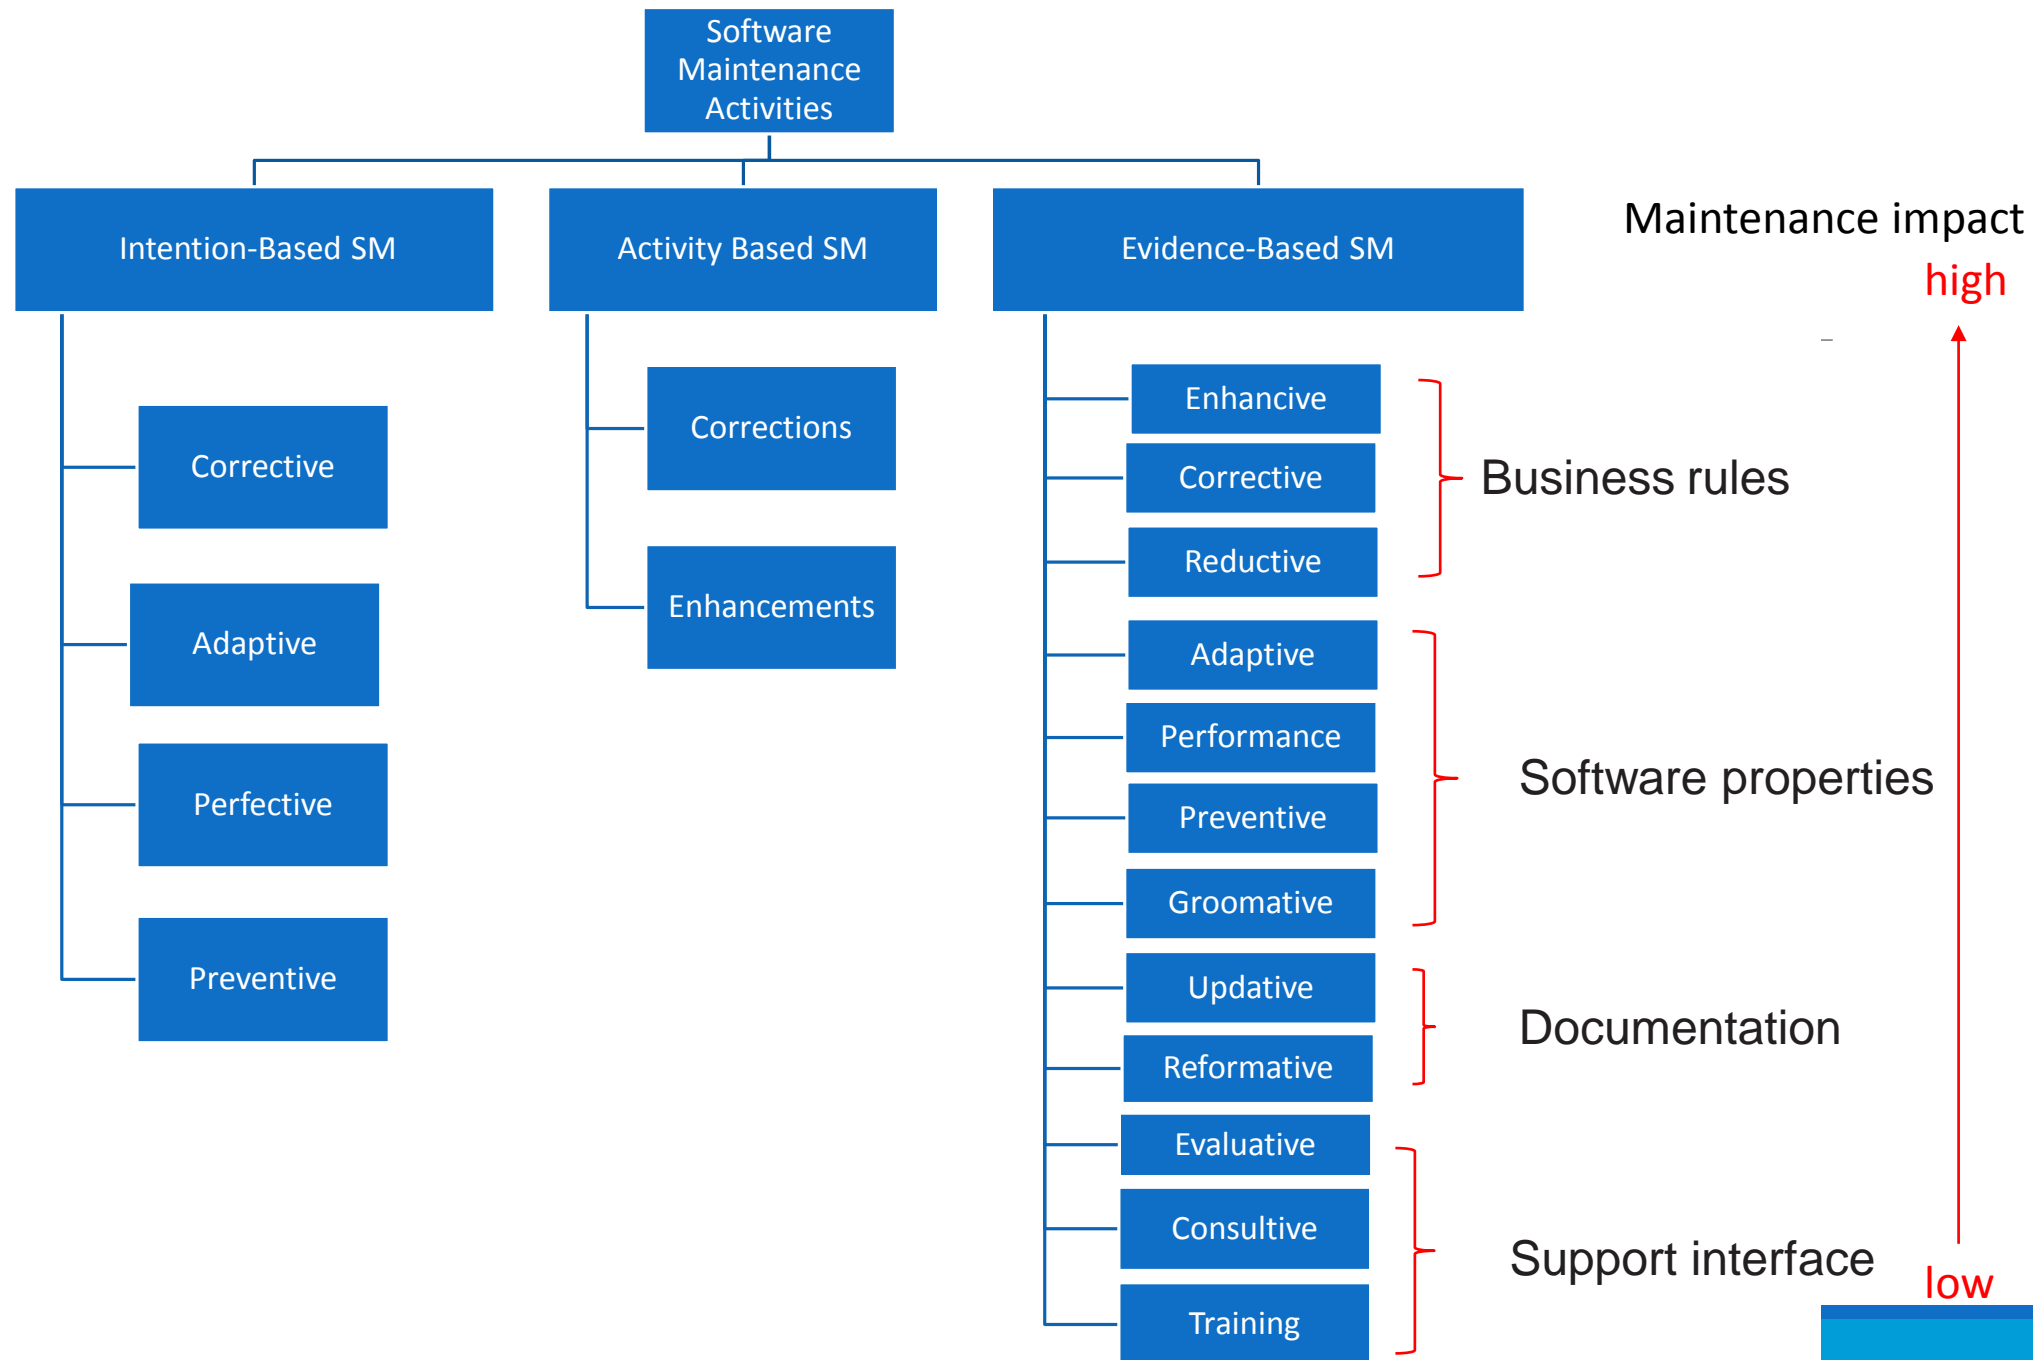 Software
Maintenance
Activities
Intention-Based SM
Activity Based SM
Evidence-Based SM
Maintenance impact
high
Corrective
Adaptive
Perfective
Preventive
Corrections
Enhancements
Enhancive
Corrective
Reductive
Business rules
Adaptive
Performance
Preventive
Groomative
Software properties
Updative
Reformative
Documentation
Evaluative
Consultive
Training
Support interface
low